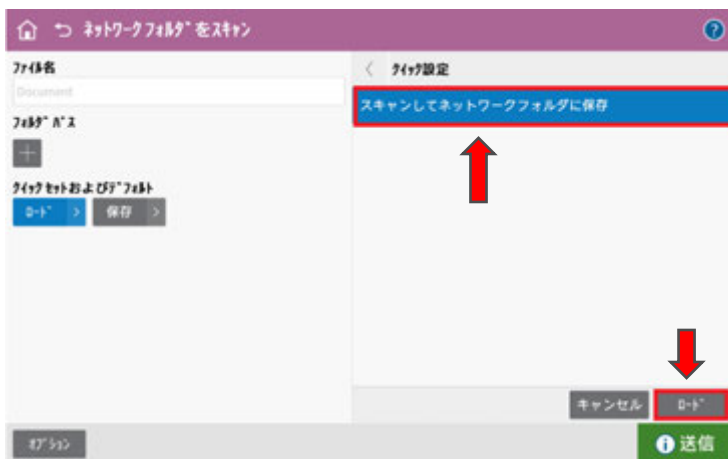 ﾈｯﾄﾜｰｸ ﾌｫﾙﾀﾞをｽｷｬﾝ
ﾌｧｲﾙ名
Document
ﾌｫﾙﾀﾞ ﾊﾟｽ
ｸｲｯｸ ｾｯﾄおよびﾃﾞﾌｫﾙﾄ
ﾛｰﾄﾞ
保存
ｸｲｯｸ設定
スキャンしてネットワークフォルダに保存
キャンセル
ﾛｰﾄﾞ
ｵﾌﾟｼｮﾝ
送信